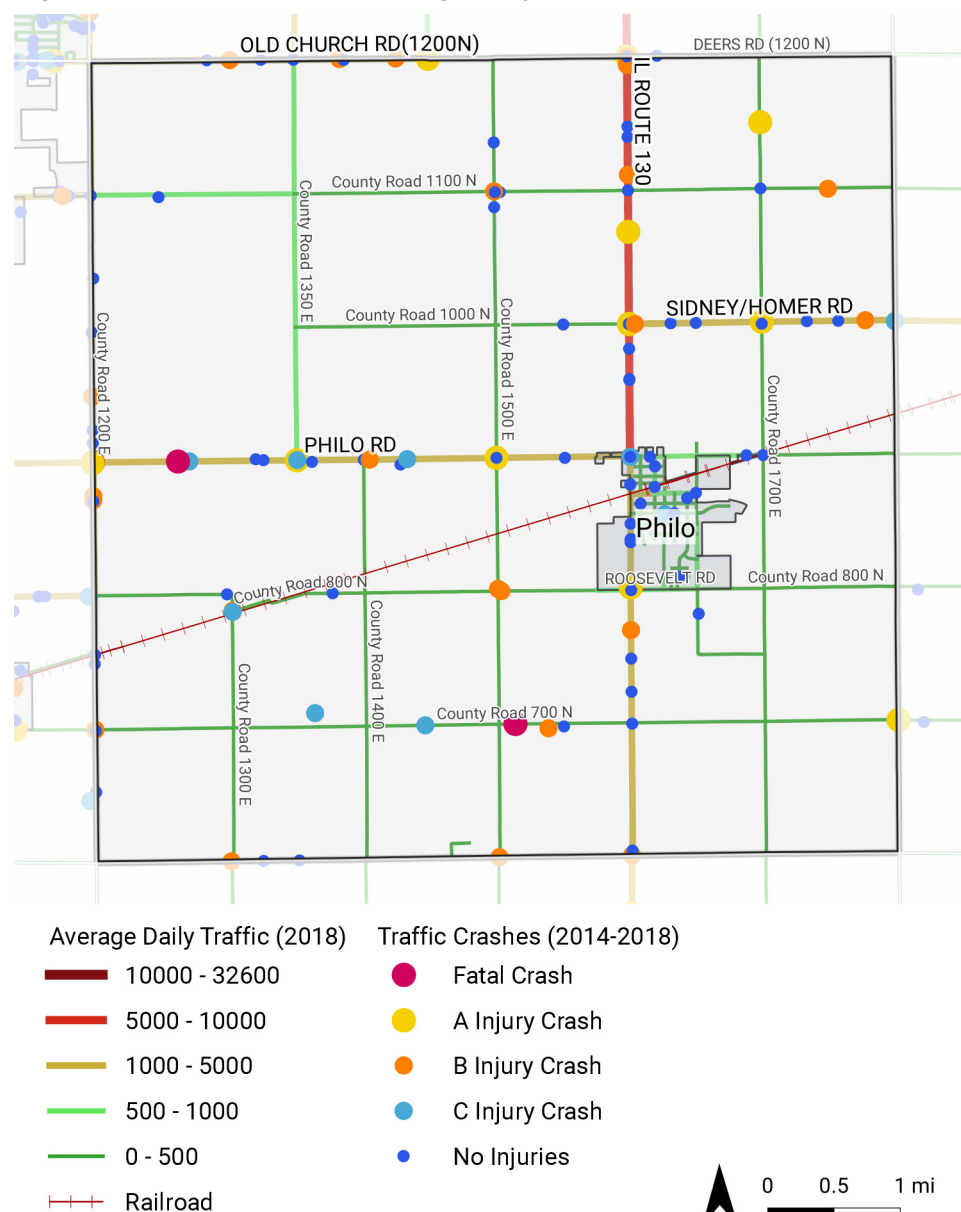 OLD CHURCH RD(1200N)
DEERS RD (1200 N)
IL ROUTE 130
County Road 1100 N
County Road 1350 E
SIDNEY/HOMER RD
County Road 1000 N
County Road 1200 E
County Road 1500 E
County Road 1700 E
PHILO RD
Philo
ROOSEVELT RD
County Road 800 N
County Road 800 N
County Road 1400 E
County Road 1300 E
County Road 700 N
Average Daily Traffic (2018)
10000 - 32600
5000 - 10000
1000 - 5000
500 - 1000
0 - 500
Railroad
Traffic Crashes (2014-2018)
Fatal Crash
A Injury Crash
B Injury Crash
C Injury Crash
No Injuries
0 0.5 1 mi